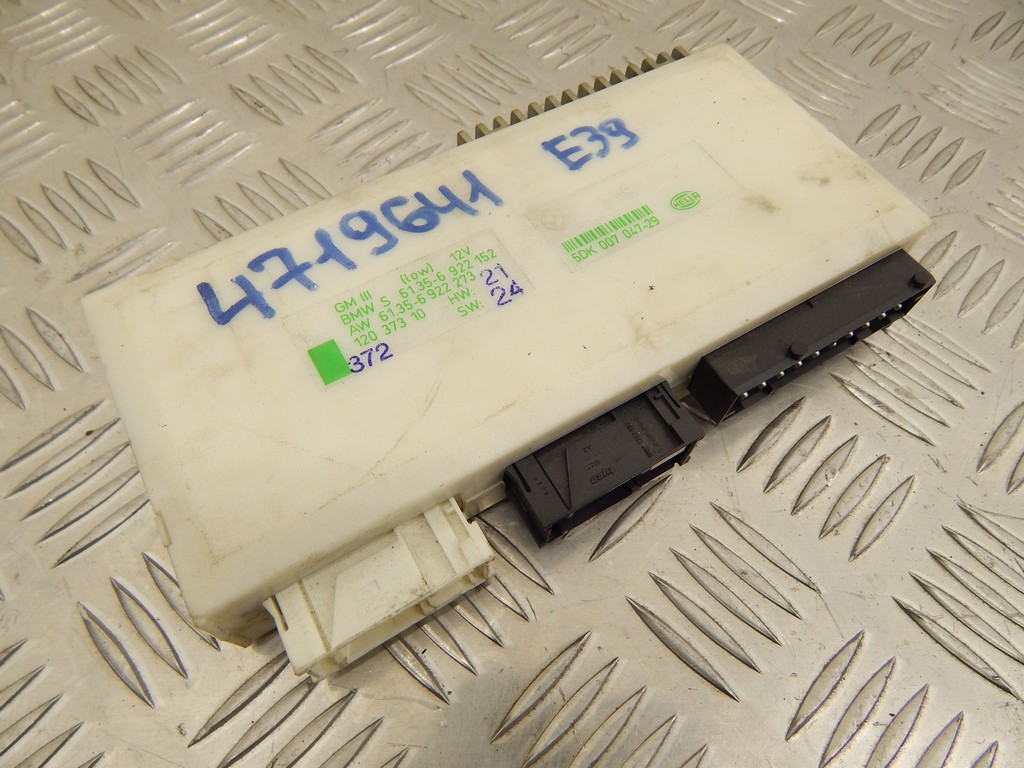 4719641 E39
GM III (low) 12V
BMW S 61.35-6 922 152
AW 61.35-6 922 273
120 373 10 HW. 21
SW. 24
372
HELLA
5DK 007 047-29